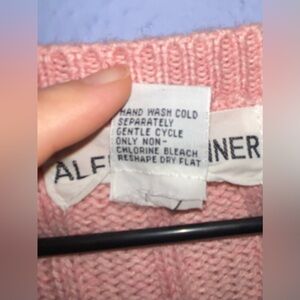 HAND WASH COLD
SEPARATELY
GENTLE CYCLE
ONLY NON-
CHLORINE BLEACH
RESHAPE DRY FLAT